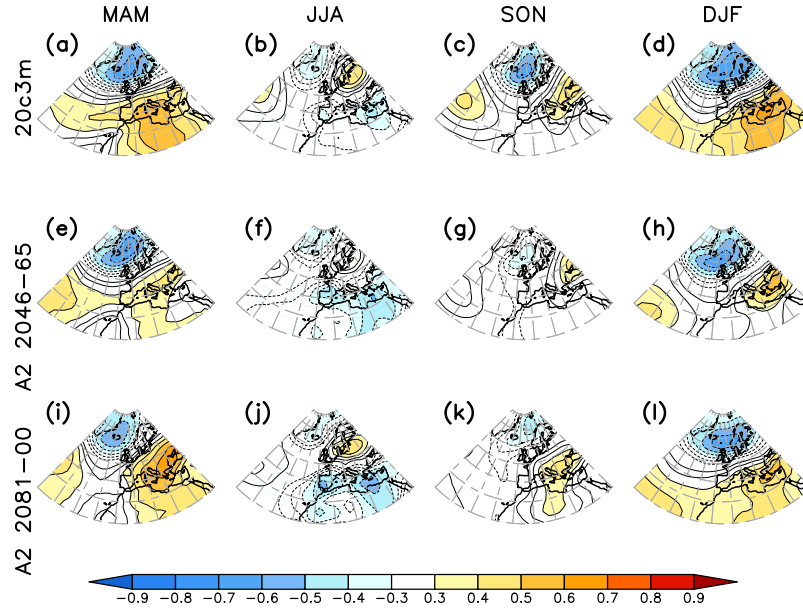 MAM JJA SON DJF
20c3m
(a) (b) (c) (d)
A2 2046-65
(e) (f) (g) (h)
A2 2081-00
(i) (j) (k) (l)
-0.9 -0.8 -0.7 -0.6 -0.5 -0.4 -0.3 0.3 0.4 0.5 0.6 0.7 0.8 0.9